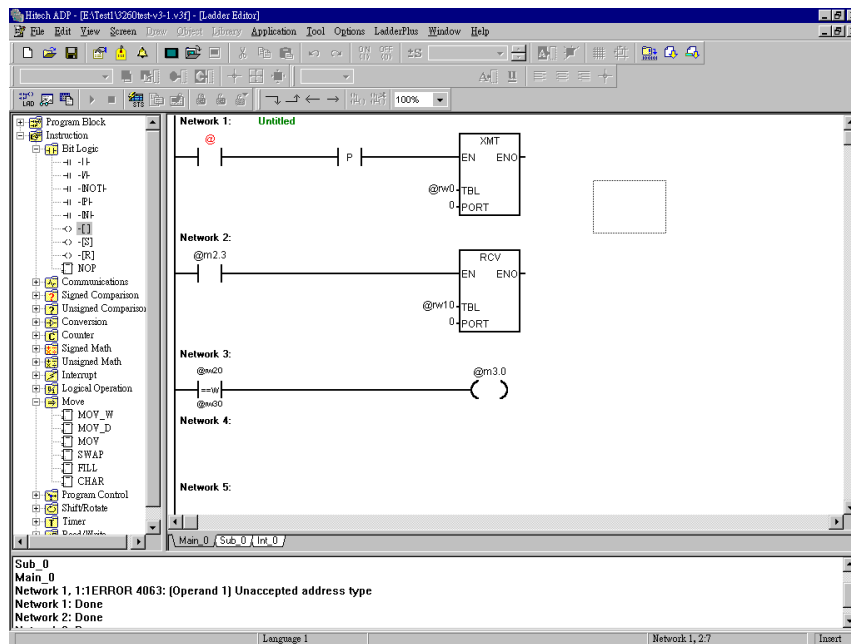 Hitech ADP - [E:\Test1\3260test-v3-1.v3f] - [Ladder Editor]
File Edit View Screen Draw Object Library Application Tool Options LadderPlus Window Help
100%
Program Block
Instruction
Bit Logic
-I I-
-I/I-
-INOTI-
-IPI-
-INI-
-[ ]
-[S]
-[R]
NOP
Communications
Signed Comparison
Unsigned Comparison
Conversion
Counter
Signed Math
Unsigned Math
Interrupt
Logical Operation
Move
MOV_W
MOV_D
MOV
SWAP
FILL
CHAR
Program Control
Shift/Rotate
Timer
Read/Write
Network 1: Untitled
@
P
XMT
EN ENO
@rw0 TBL
0 PORT
Network 2:
@m2.3
RCV
EN ENO
@rw10 TBL
0 PORT
Network 3:
@rw20
==W
@rw30
@m3.0
Network 4:
Network 5:
Main_0 Sub_0 Int_0
Sub_0
Main_0
Network 1, 1:1ERROR 4063: (Operand 1) Unaccepted address type
Network 1: Done
Network 2: Done
Language 1
Network 1, 2:7
Insert